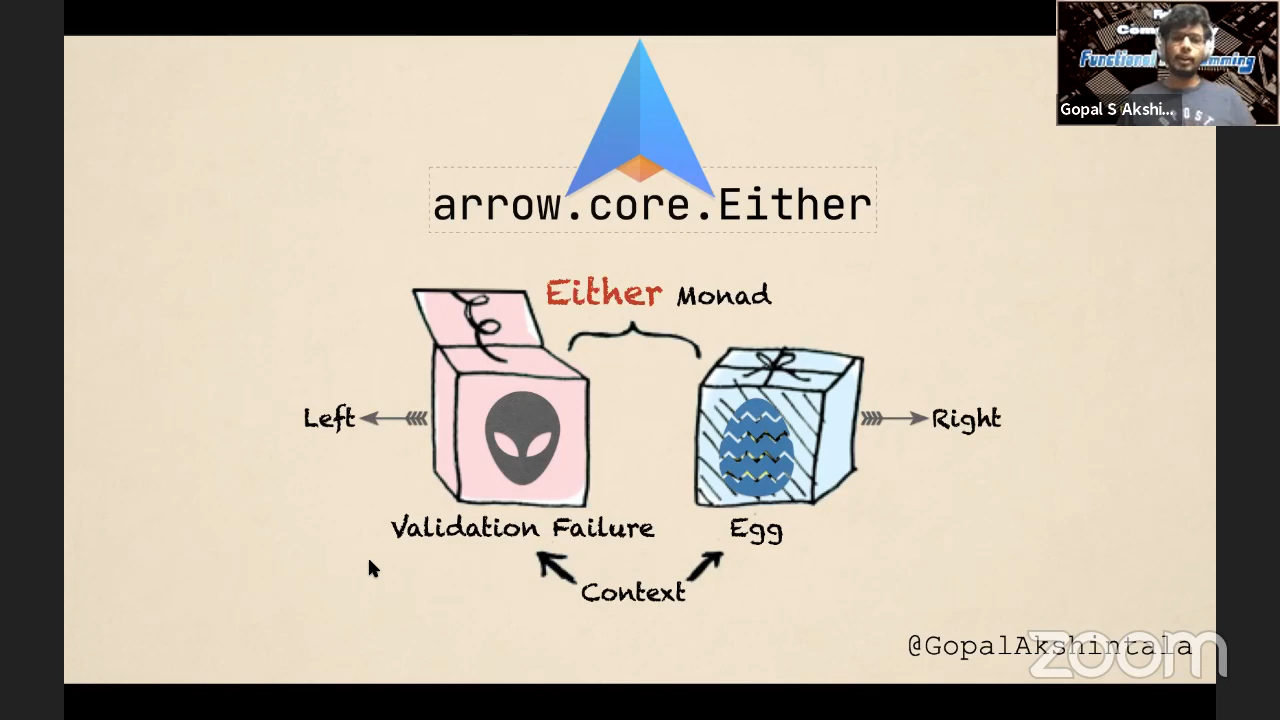 Functional
Gopal S Akshi...
arrow.core.Either
Either Monad
Left
Right
Validation Failure
Egg
Context
@GopalAkshintala
zoom